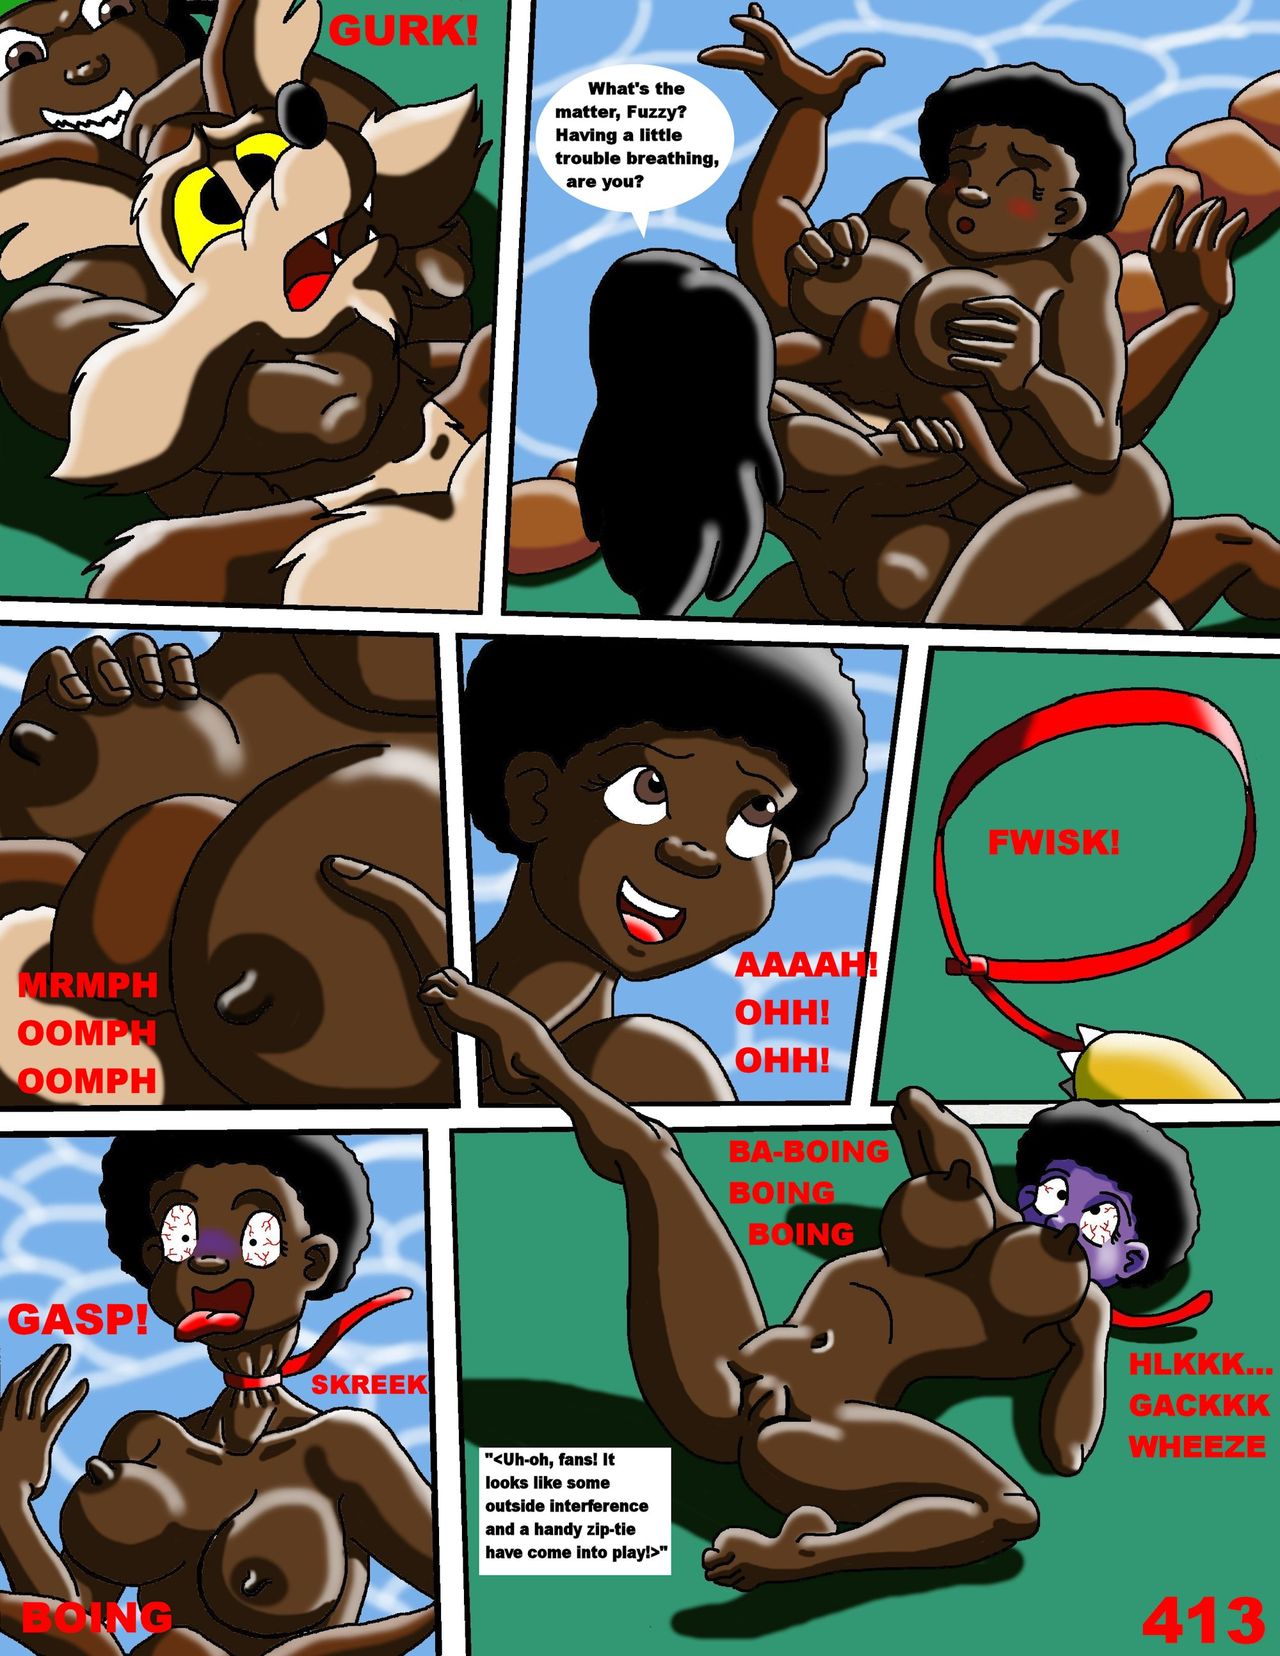 GURK!
What's the
matter, Fuzzy?
Having a little
trouble breathing,
are you?
MRMPH
OOMPH
OOMPH
AAAAH!
OHH!
OHH!
FWISK!
GASP!
SKREEK
BOING
BA-BOING
BOING
BOING
HLKKK...
GACKKK
WHEEZE
"<Uh-oh, fans! It
looks like some
outside interference
and a handy zip-tie
have come into play!>"
413